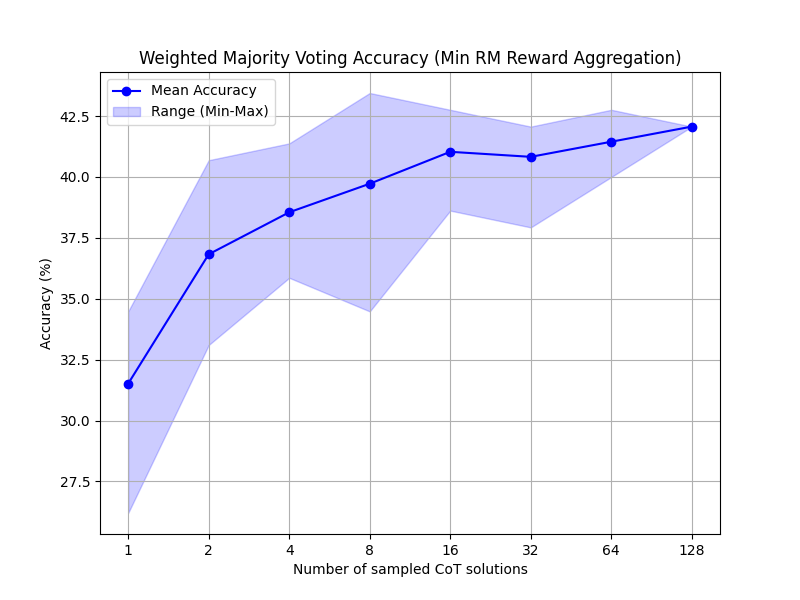 Weighted Majority Voting Accuracy (Min RM Reward Aggregation)
Mean Accuracy
Range (Min-Max)
Accuracy (%)
42.5
40.0
37.5
35.0
32.5
30.0
27.5
1 2 4 8 16 32 64 128
Number of sampled CoT solutions